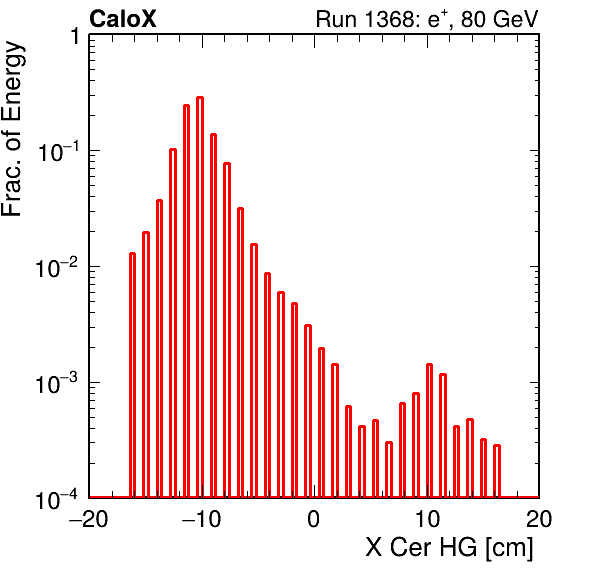 CaloX Run 1368: e⁺, 80 GeV
Frac. of Energy
1
10⁻¹
10⁻²
10⁻³
10⁻⁴
−20 −10 0 10 20
X Cer HG [cm]